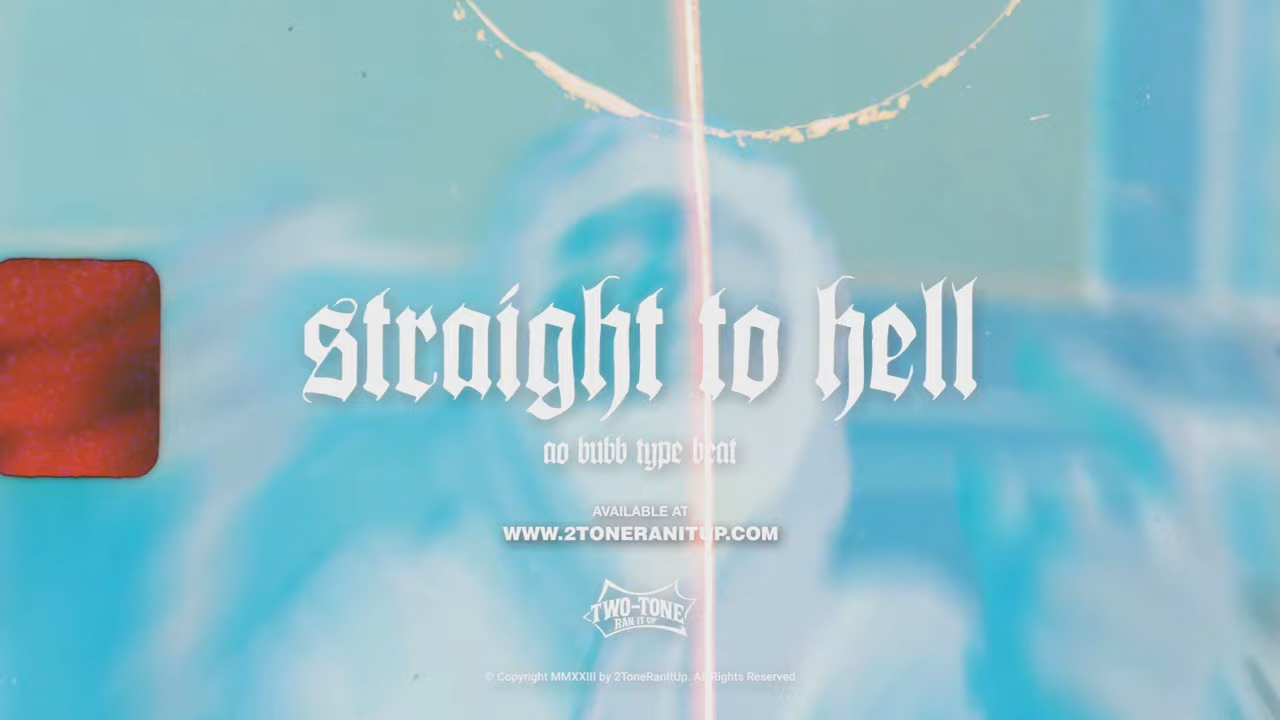 straight to hell
ao bubb type beat
AVAILABLE AT
WWW.2TONERANITUP.COM
TWO-TONE
RAN IT UP
© Copyright MMXXIII by 2ToneRanItUp. All Rights Reserved